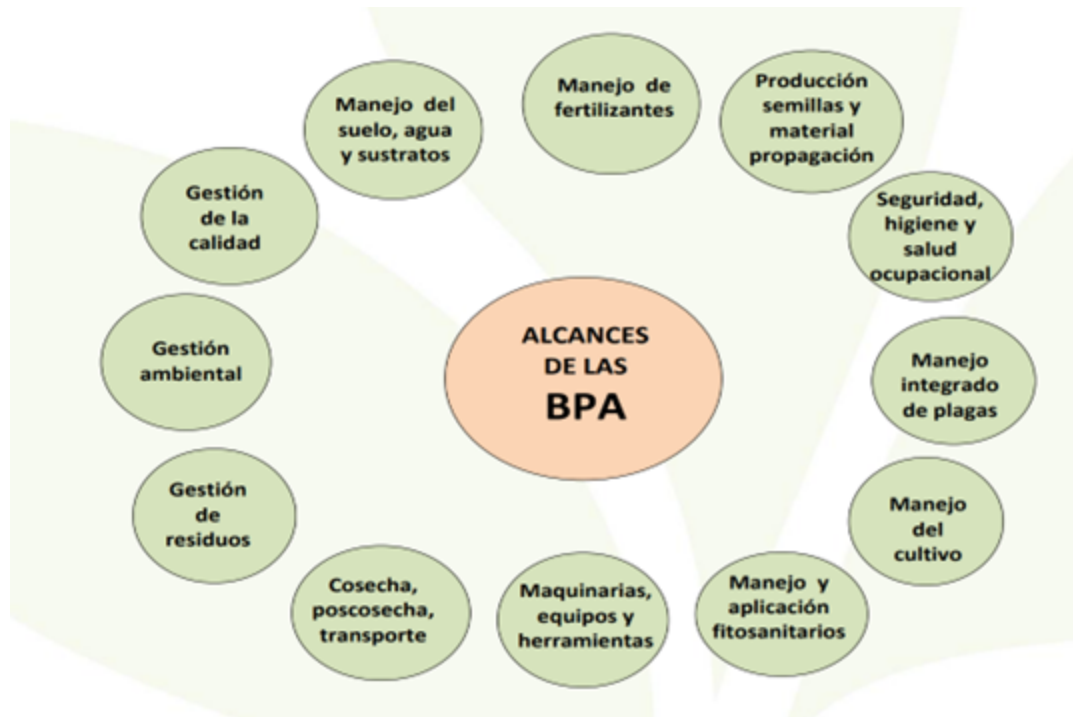 Manejo de
fertilizantes
Producción
semillas y
material
propagación
Seguridad,
higiene y
salud
ocupacional
Manejo
integrado
de plagas
Manejo
del
cultivo
Manejo y
aplicación
fitosanitarios
Maquinarias,
equipos y
herramientas
Cosecha,
poscosecha,
transporte
Gestión
de
residuos
Gestión
ambiental
Gestión
de la
calidad
Manejo del
suelo, agua
y sustratos
ALCANCES
DE LAS
BPA